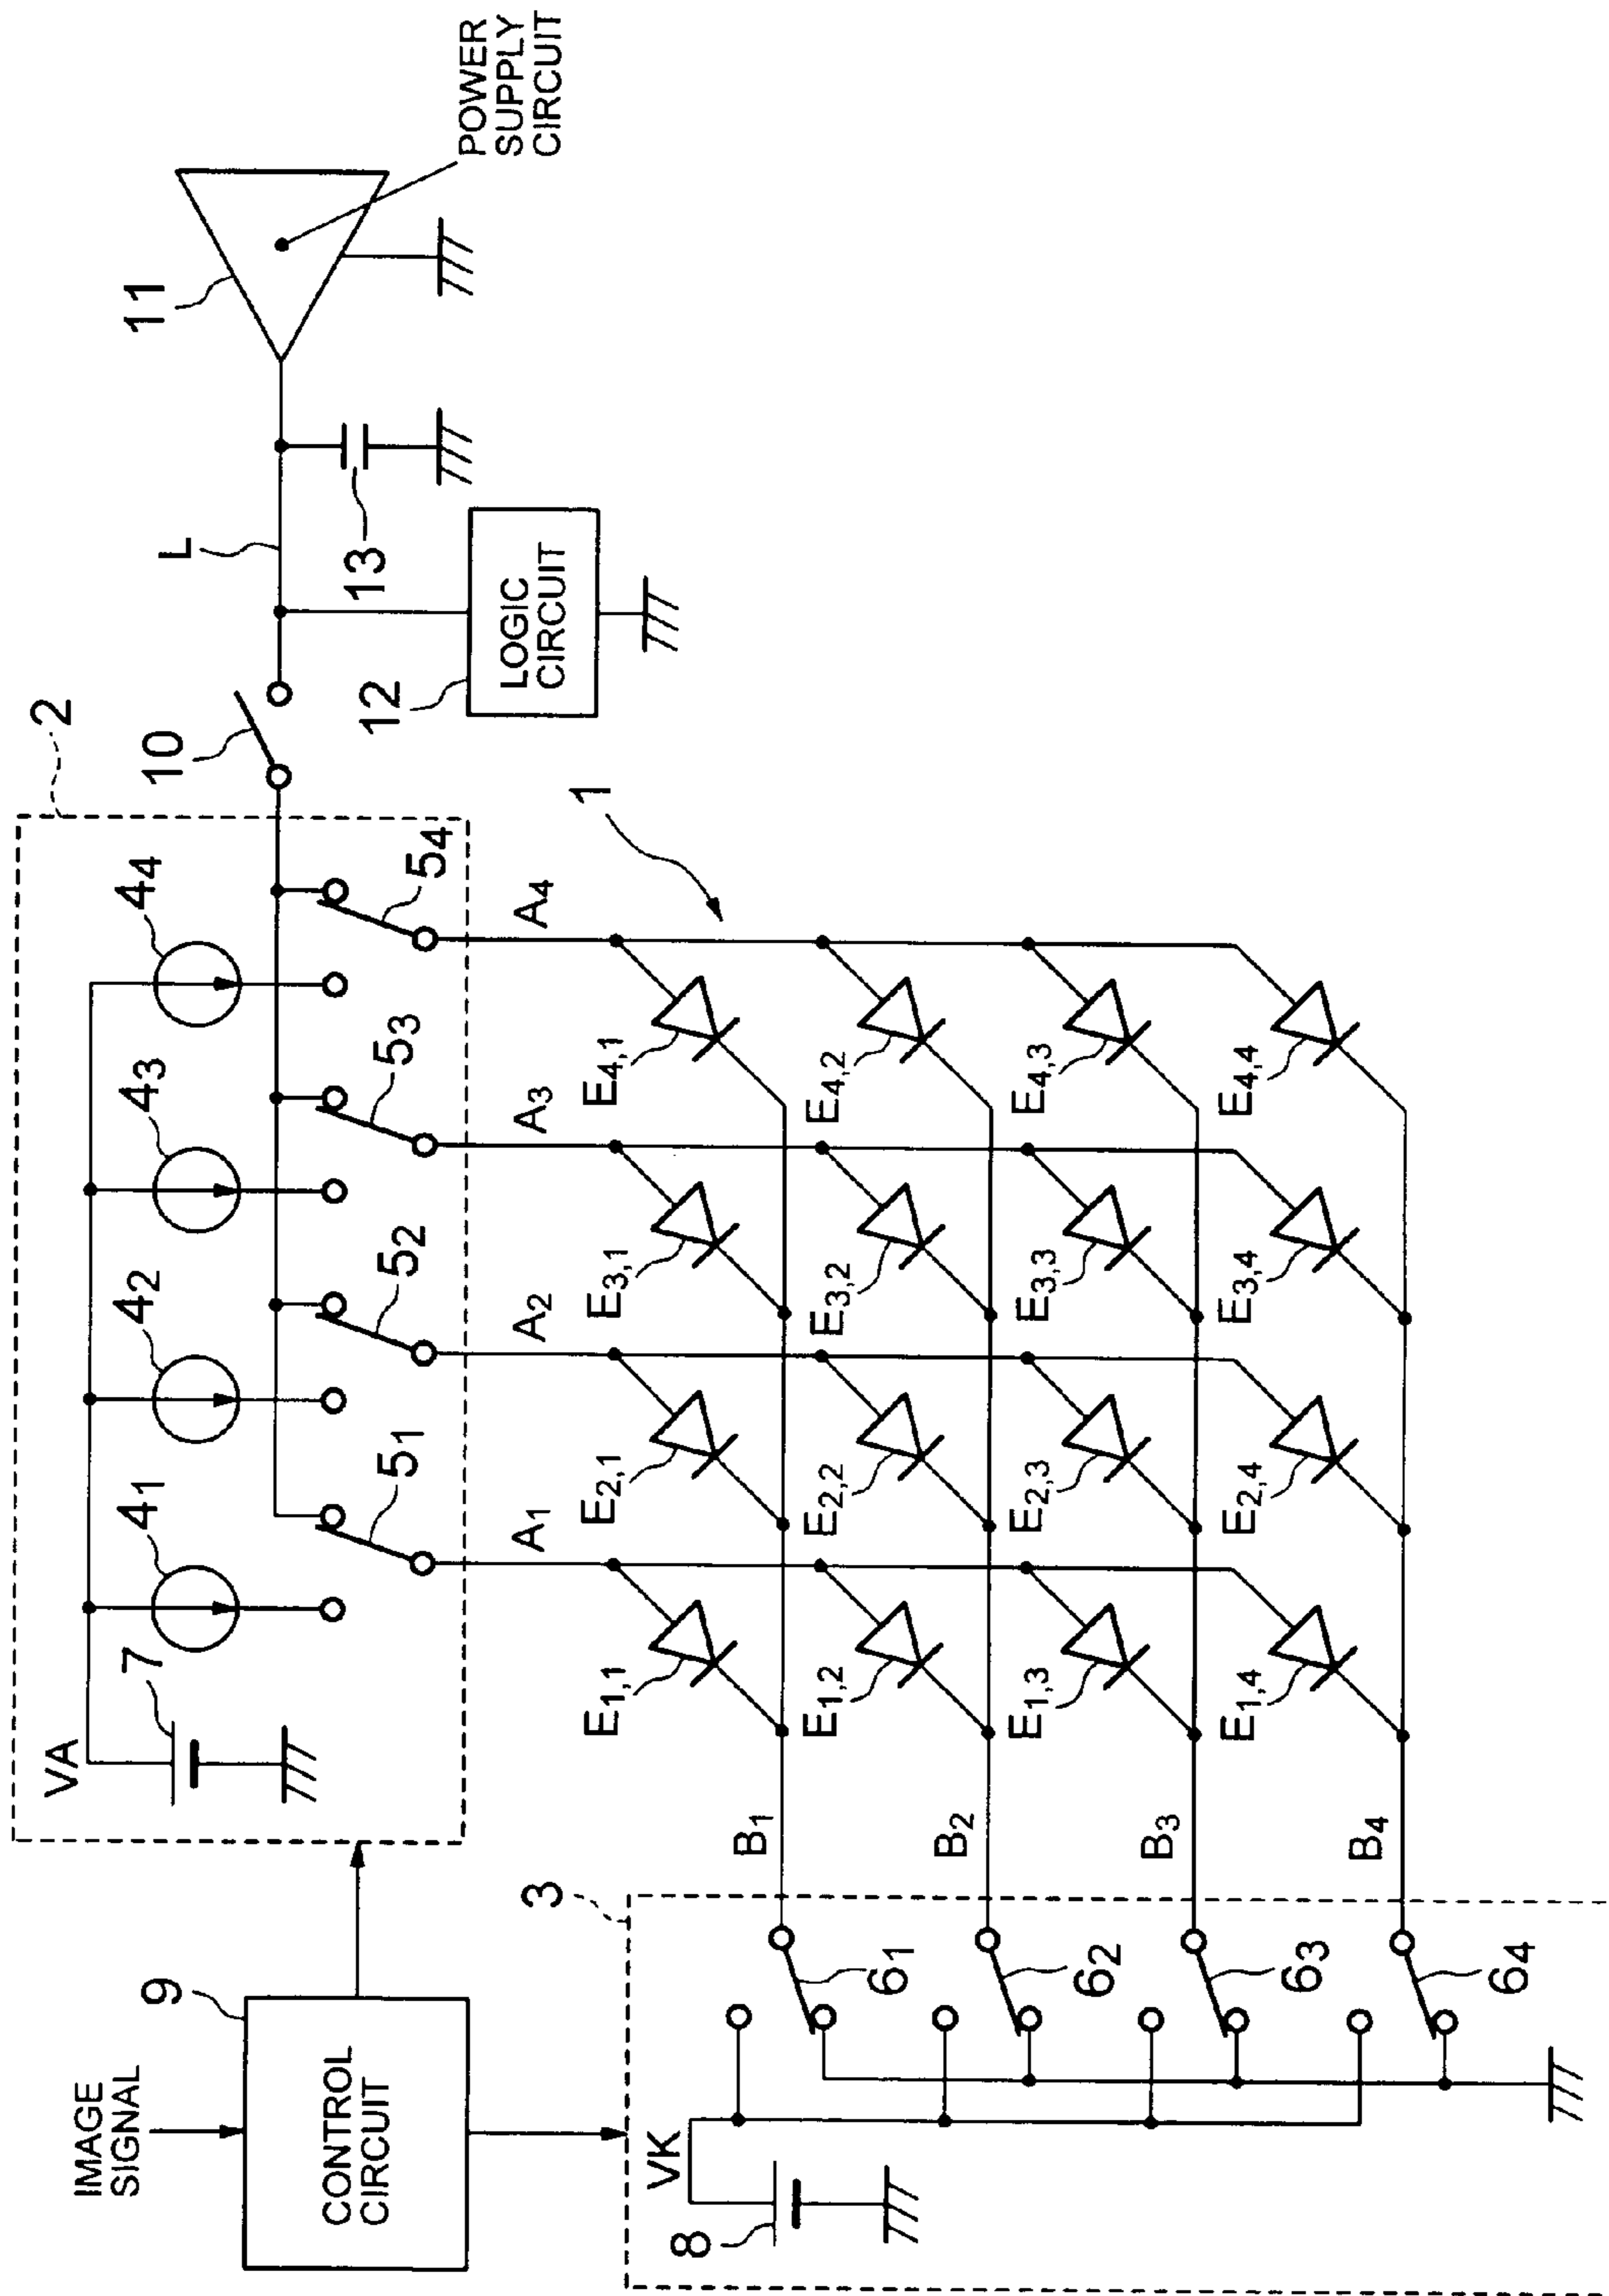 IMAGE
SIGNAL
9
CONTROL
CIRCUIT
2
VA
7
4₁
4₂
4₃
4₄
5₁
5₂
5₃
5₄
10
L
11
POWER
SUPPLY
CIRCUIT
13
12
LOGIC
CIRCUIT
1
A₁
A₂
A₃
A₄
3
VK
8
6₁
6₂
6₃
6₄
B₁
B₂
B₃
B₄
E₁,₁
E₂,₁
E₃,₁
E₄,₁
E₁,₂
E₂,₂
E₃,₂
E₄,₂
E₁,₃
E₂,₃
E₃,₃
E₄,₃
E₁,₄
E₂,₄
E₃,₄
E₄,₄